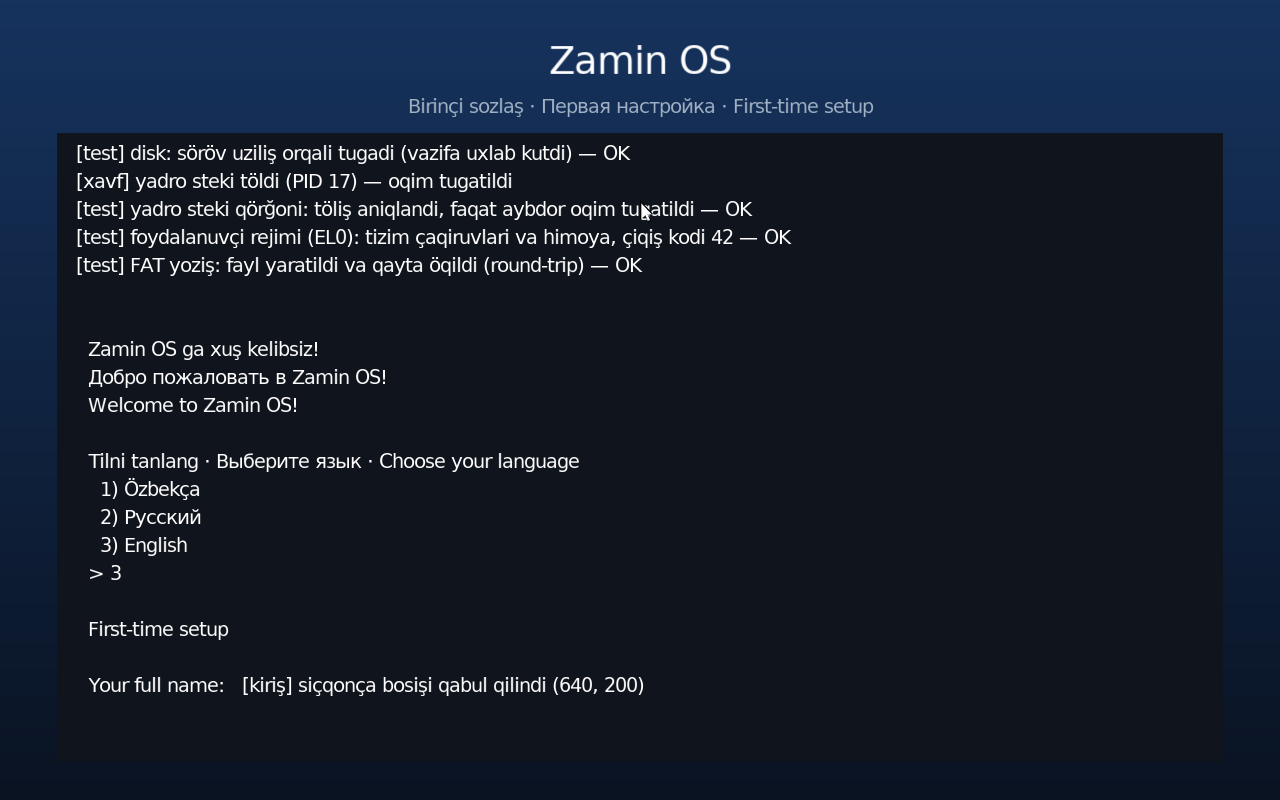 Zamin OS
Birinçi sozlaş · Первая настройка · First-time setup
[test] disk: söröv uziliş orqali tugadi (vazifa uxlab kutdi) — OK
[xavf] yadro steki töldi (PID 17) — oqim tugatildi
[test] yadro steki qörğoni: töliş aniqlandi, faqat aybdor oqim tugatildi — OK
[test] foydalanuvçi rejimi (EL0): tizim çaqiruvlari va himoya, çiqiş kodi 42 — OK
[test] FAT yoziş: fayl yaratildi va qayta öqildi (round-trip) — OK
Zamin OS ga xuş kelibsiz!
Добро пожаловать в Zamin OS!
Welcome to Zamin OS!
Tilni tanlang · Выберите язык · Choose your language
1) Özbekça
2) Русский
3) English
> 3
First-time setup
Your full name: [kiriş] siçqonça bosişi qabul qilindi (640, 200)